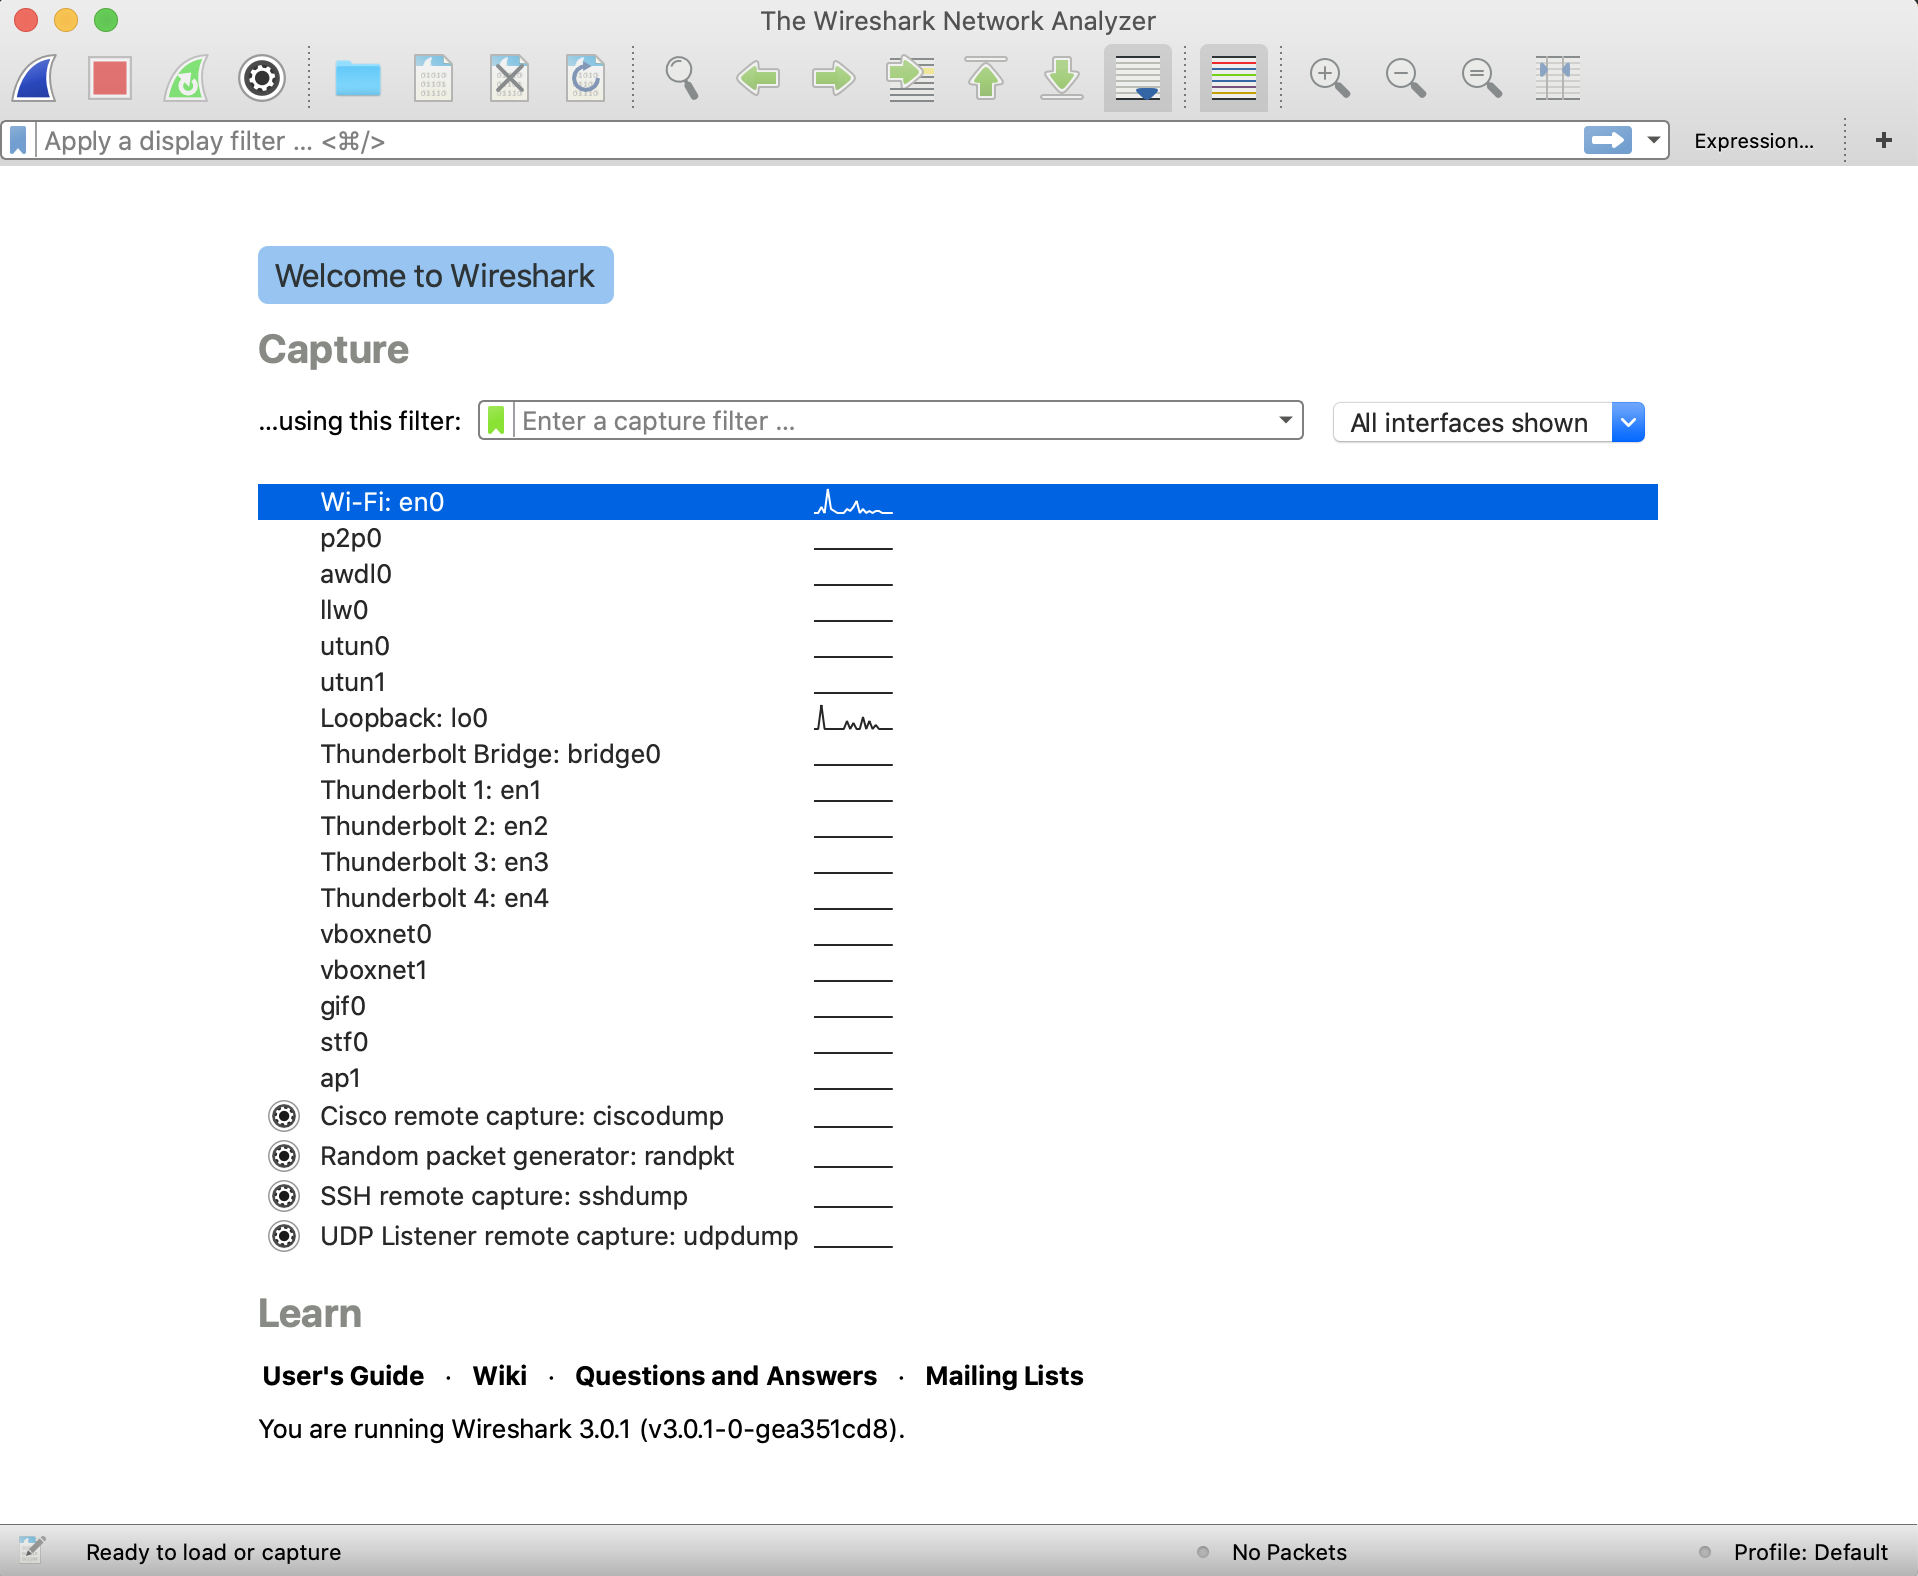 The Wireshark Network Analyzer
Apply a display filter ... <⌘/>
Expression...
+
Welcome to Wireshark
Capture
...using this filter:
Enter a capture filter ...
All interfaces shown
Wi-Fi: en0
p2p0
awdl0
llw0
utun0
utun1
Loopback: lo0
Thunderbolt Bridge: bridge0
Thunderbolt 1: en1
Thunderbolt 2: en2
Thunderbolt 3: en3
Thunderbolt 4: en4
vboxnet0
vboxnet1
gif0
stf0
ap1
Cisco remote capture: ciscodump
Random packet generator: randpkt
SSH remote capture: sshdump
UDP Listener remote capture: udpdump
Learn
User's Guide · Wiki · Questions and Answers · Mailing Lists
You are running Wireshark 3.0.1 (v3.0.1-0-gea351cd8).
Ready to load or capture
No Packets
Profile: Default